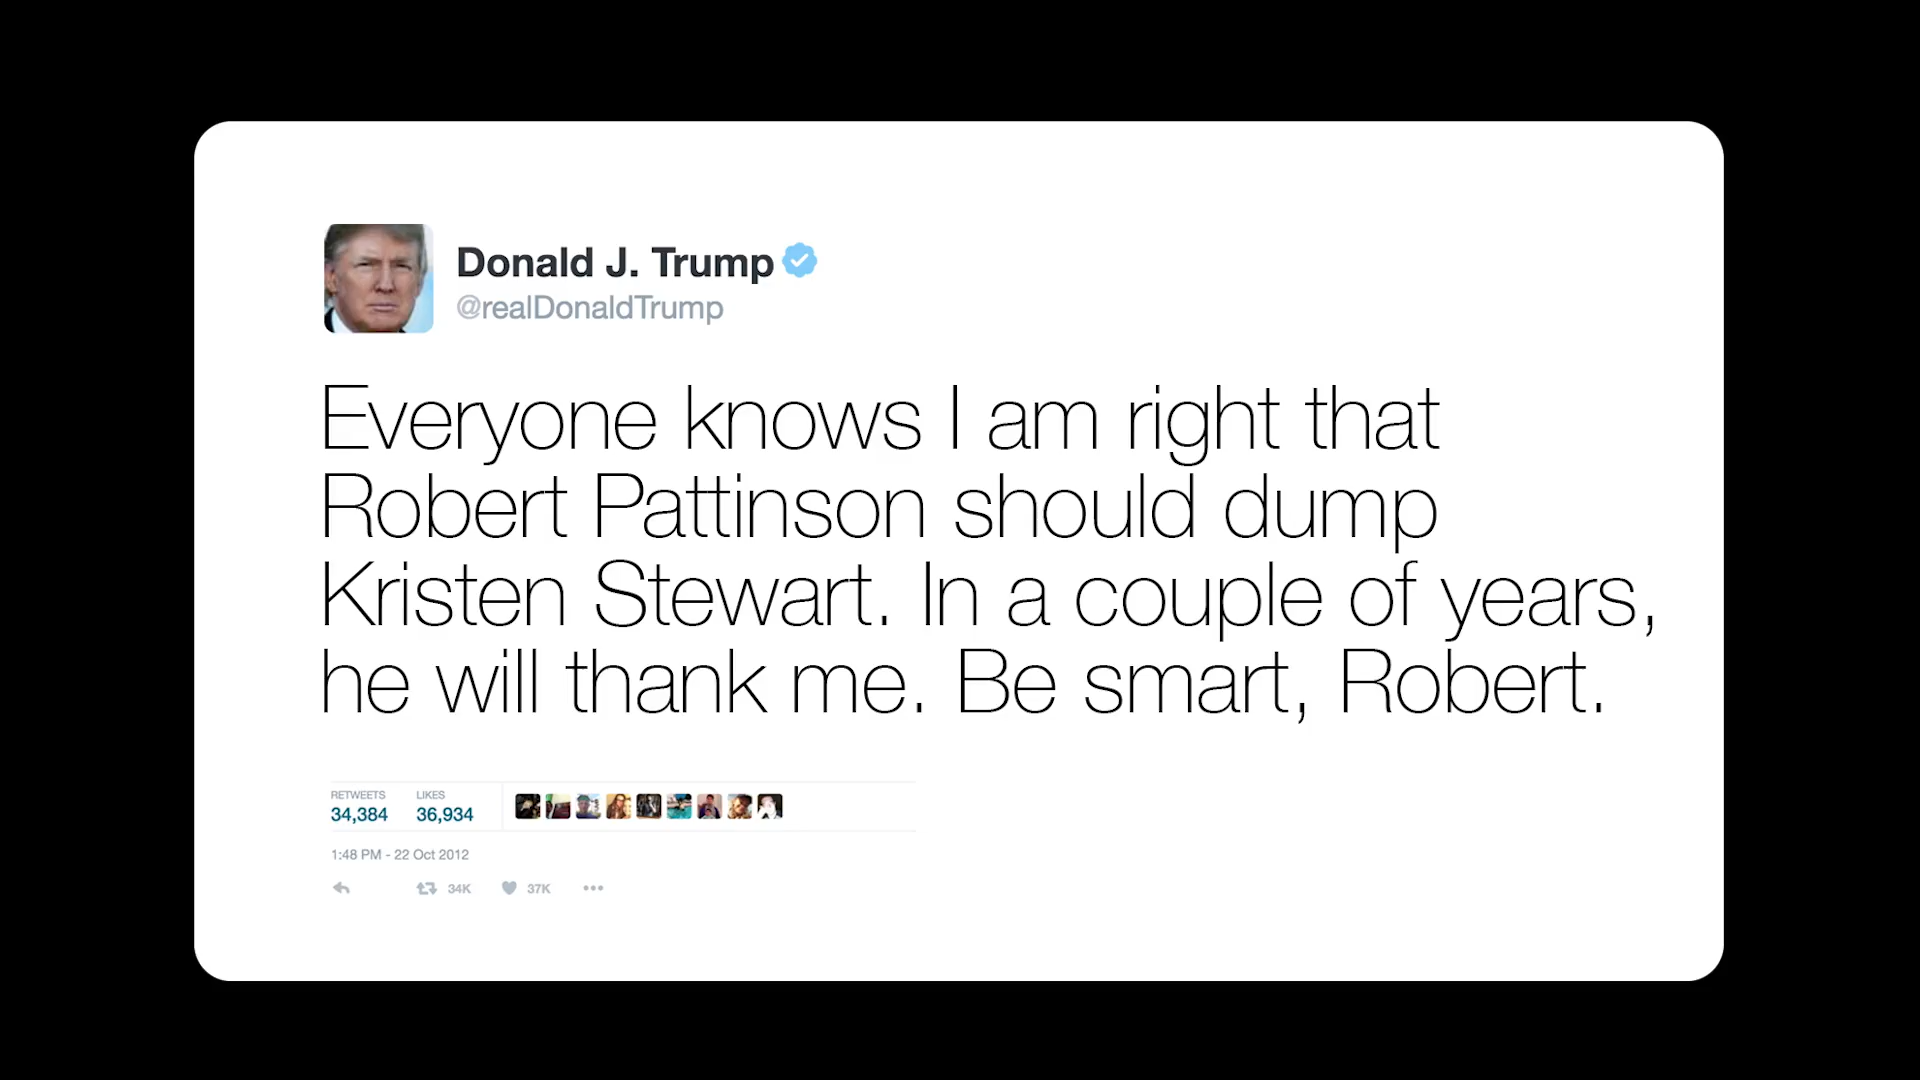 Donald J. Trump
@realDonaldTrump
Everyone knows I am right that
Robert Pattinson should dump
Kristen Stewart. In a couple of years,
he will thank me. Be smart, Robert.
RETWEETS LIKES
34,384 36,934
1:48 PM - 22 Oct 2012
34K 37K